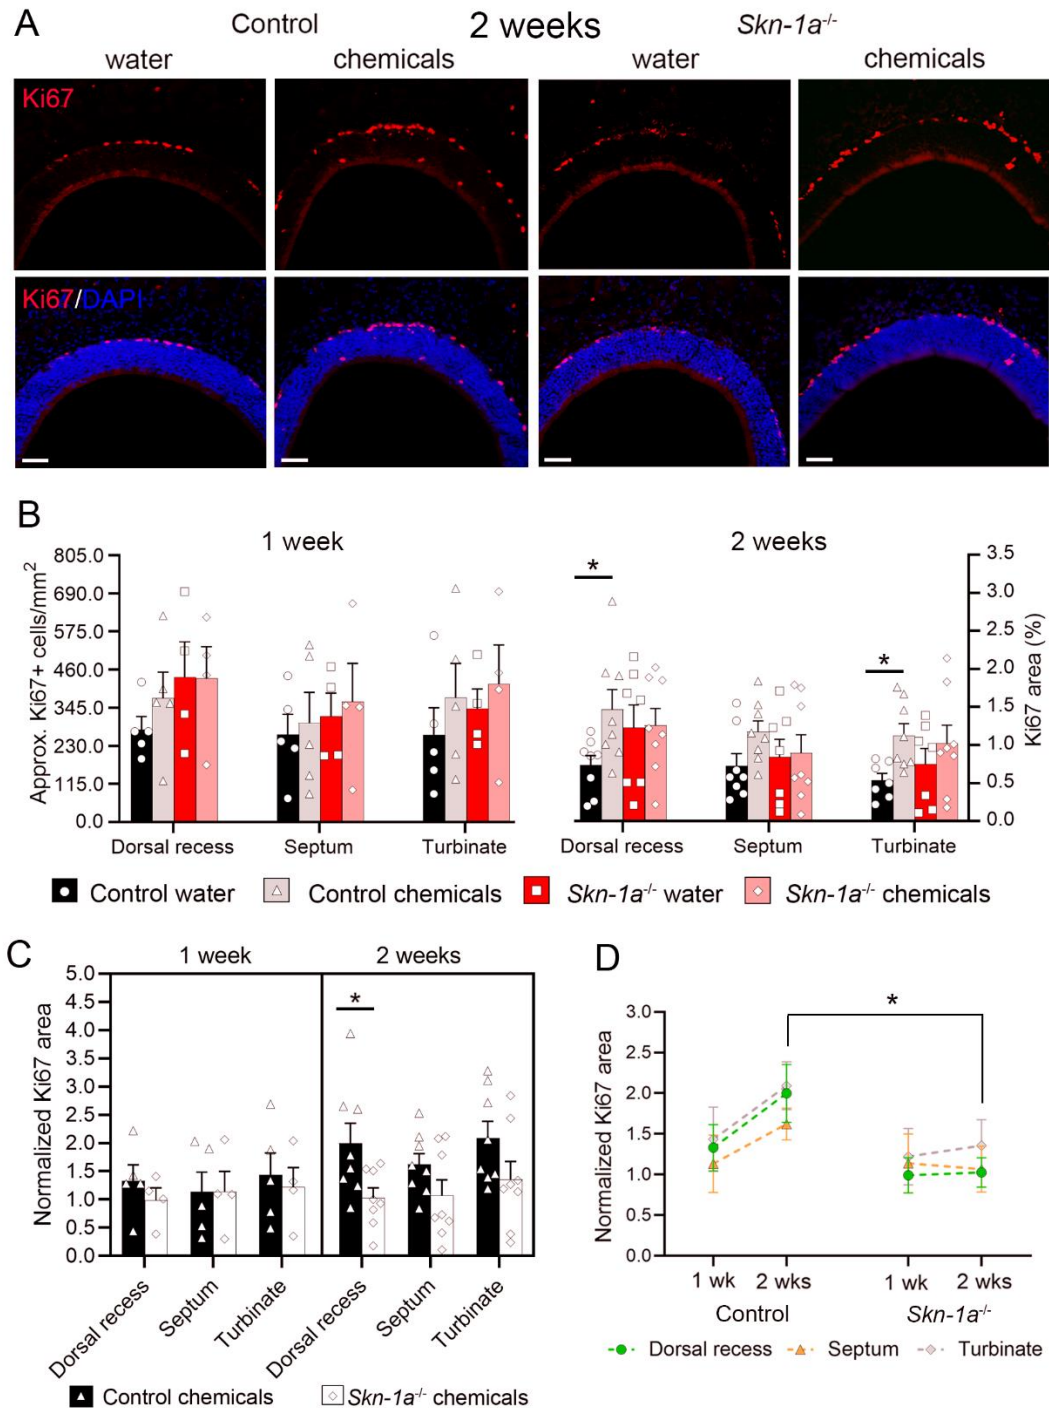 A
Control
2 weeks
Skn-1a-/-
water
chemicals
water
chemicals
Ki67
Ki67/DAPI
B
1 week
2 weeks
Approx. Ki67+ cells/mm2
805.0
690.0
575.0
460.0
345.0
230.0
115.0
0.0
*
*
3.5
3.0
2.5
2.0
1.5
1.0
0.5
0.0
Ki67 area (%)
Dorsal recess
Septum
Turbinate
Dorsal recess
Septum
Turbinate
Control water
Control chemicals
Skn-1a-/- water
Skn-1a-/- chemicals
C
1 week
2 weeks
Normalized Ki67 area
5.0
4.5
4.0
3.5
3.0
2.5
2.0
1.5
1.0
0.5
0.0
*
Dorsal recess
Septum
Turbinate
Dorsal recess
Septum
Turbinate
Control chemicals
Skn-1a-/- chemicals
D
*
Normalized Ki67 area
3.0
2.5
2.0
1.5
1.0
0.5
0.0
1 wk
2 wks
1 wk
2 wks
Control
Skn-1a-/-
Dorsal recess
Septum
Turbinate